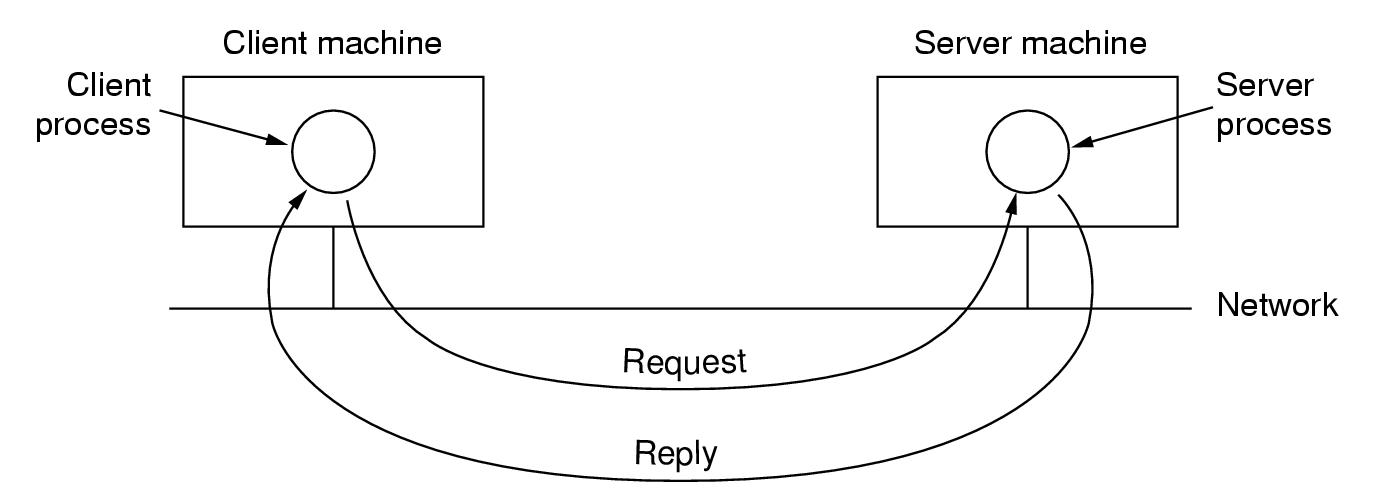 Client machine
Server machine
Client
process
Server
process
Network
Request
Reply